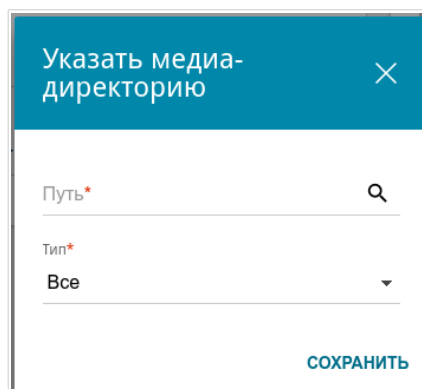 Указать медиа-
директорию
Путь*
Тип*
Все
СОХРАНИТЬ